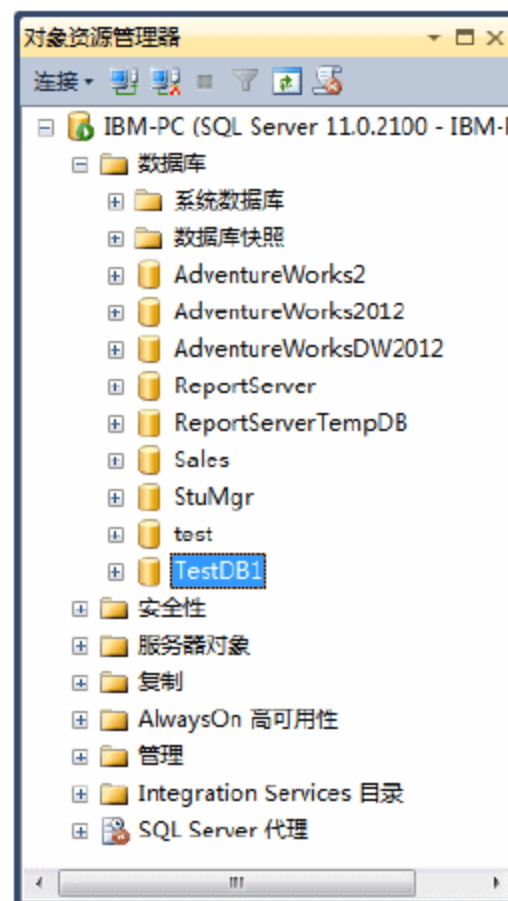 对象资源管理器
连接
IBM-PC (SQL Server 11.0.2100 - IBM-
数据库
系统数据库
数据库快照
AdventureWorks2
AdventureWorks2012
AdventureWorksDW2012
ReportServer
ReportServerTempDB
Sales
StuMgr
test
TestDB1
安全性
服务器对象
复制
AlwaysOn 高可用性
管理
Integration Services 目录
SQL Server 代理